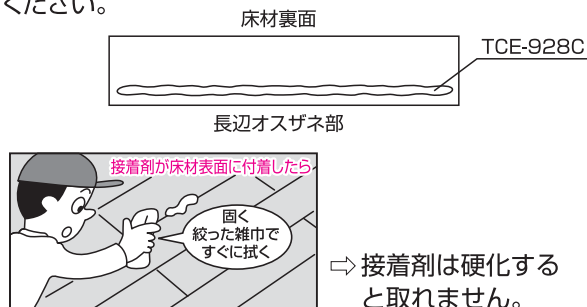 ください。
床材裏面
TCE-928C
長辺オスザネ部
接着剤が床材表面に付着したら
固く
絞った雑巾で
すぐに拭く
⇨接着剤は硬化する
と取れません。